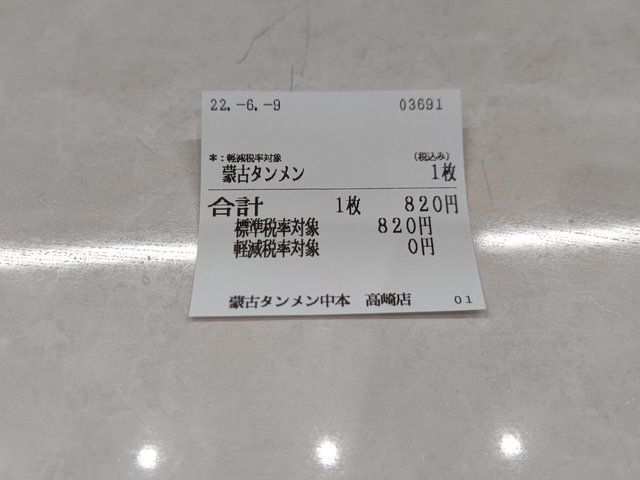 22.-6.-9 03691
*:軽減税率対象 (税込み)
蒙古タンメン 1枚
合計 1枚 820円
標準税率対象 820円
軽減税率対象 0円
蒙古タンメン中本 高崎店 01